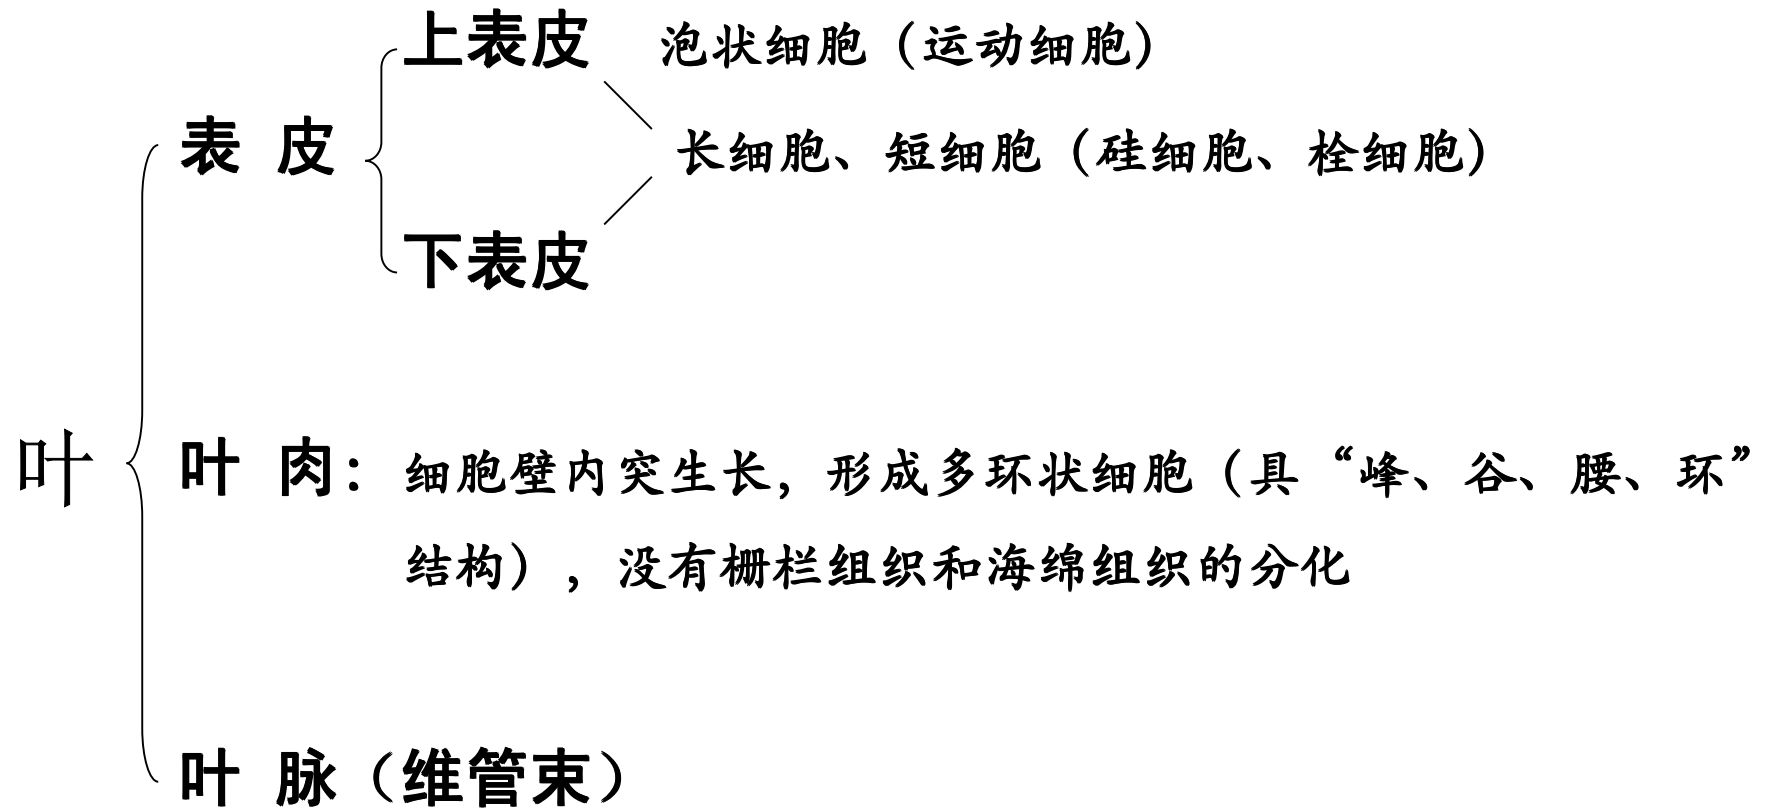 上表皮 泡状细胞（运动细胞）
表 皮
长细胞、短细胞（硅细胞、栓细胞）
下表皮
叶
叶 肉：细胞壁内突生长，形成多环状细胞（具“峰、谷、腰、环”
结构），没有栅栏组织和海绵组织的分化
叶 脉（维管束）